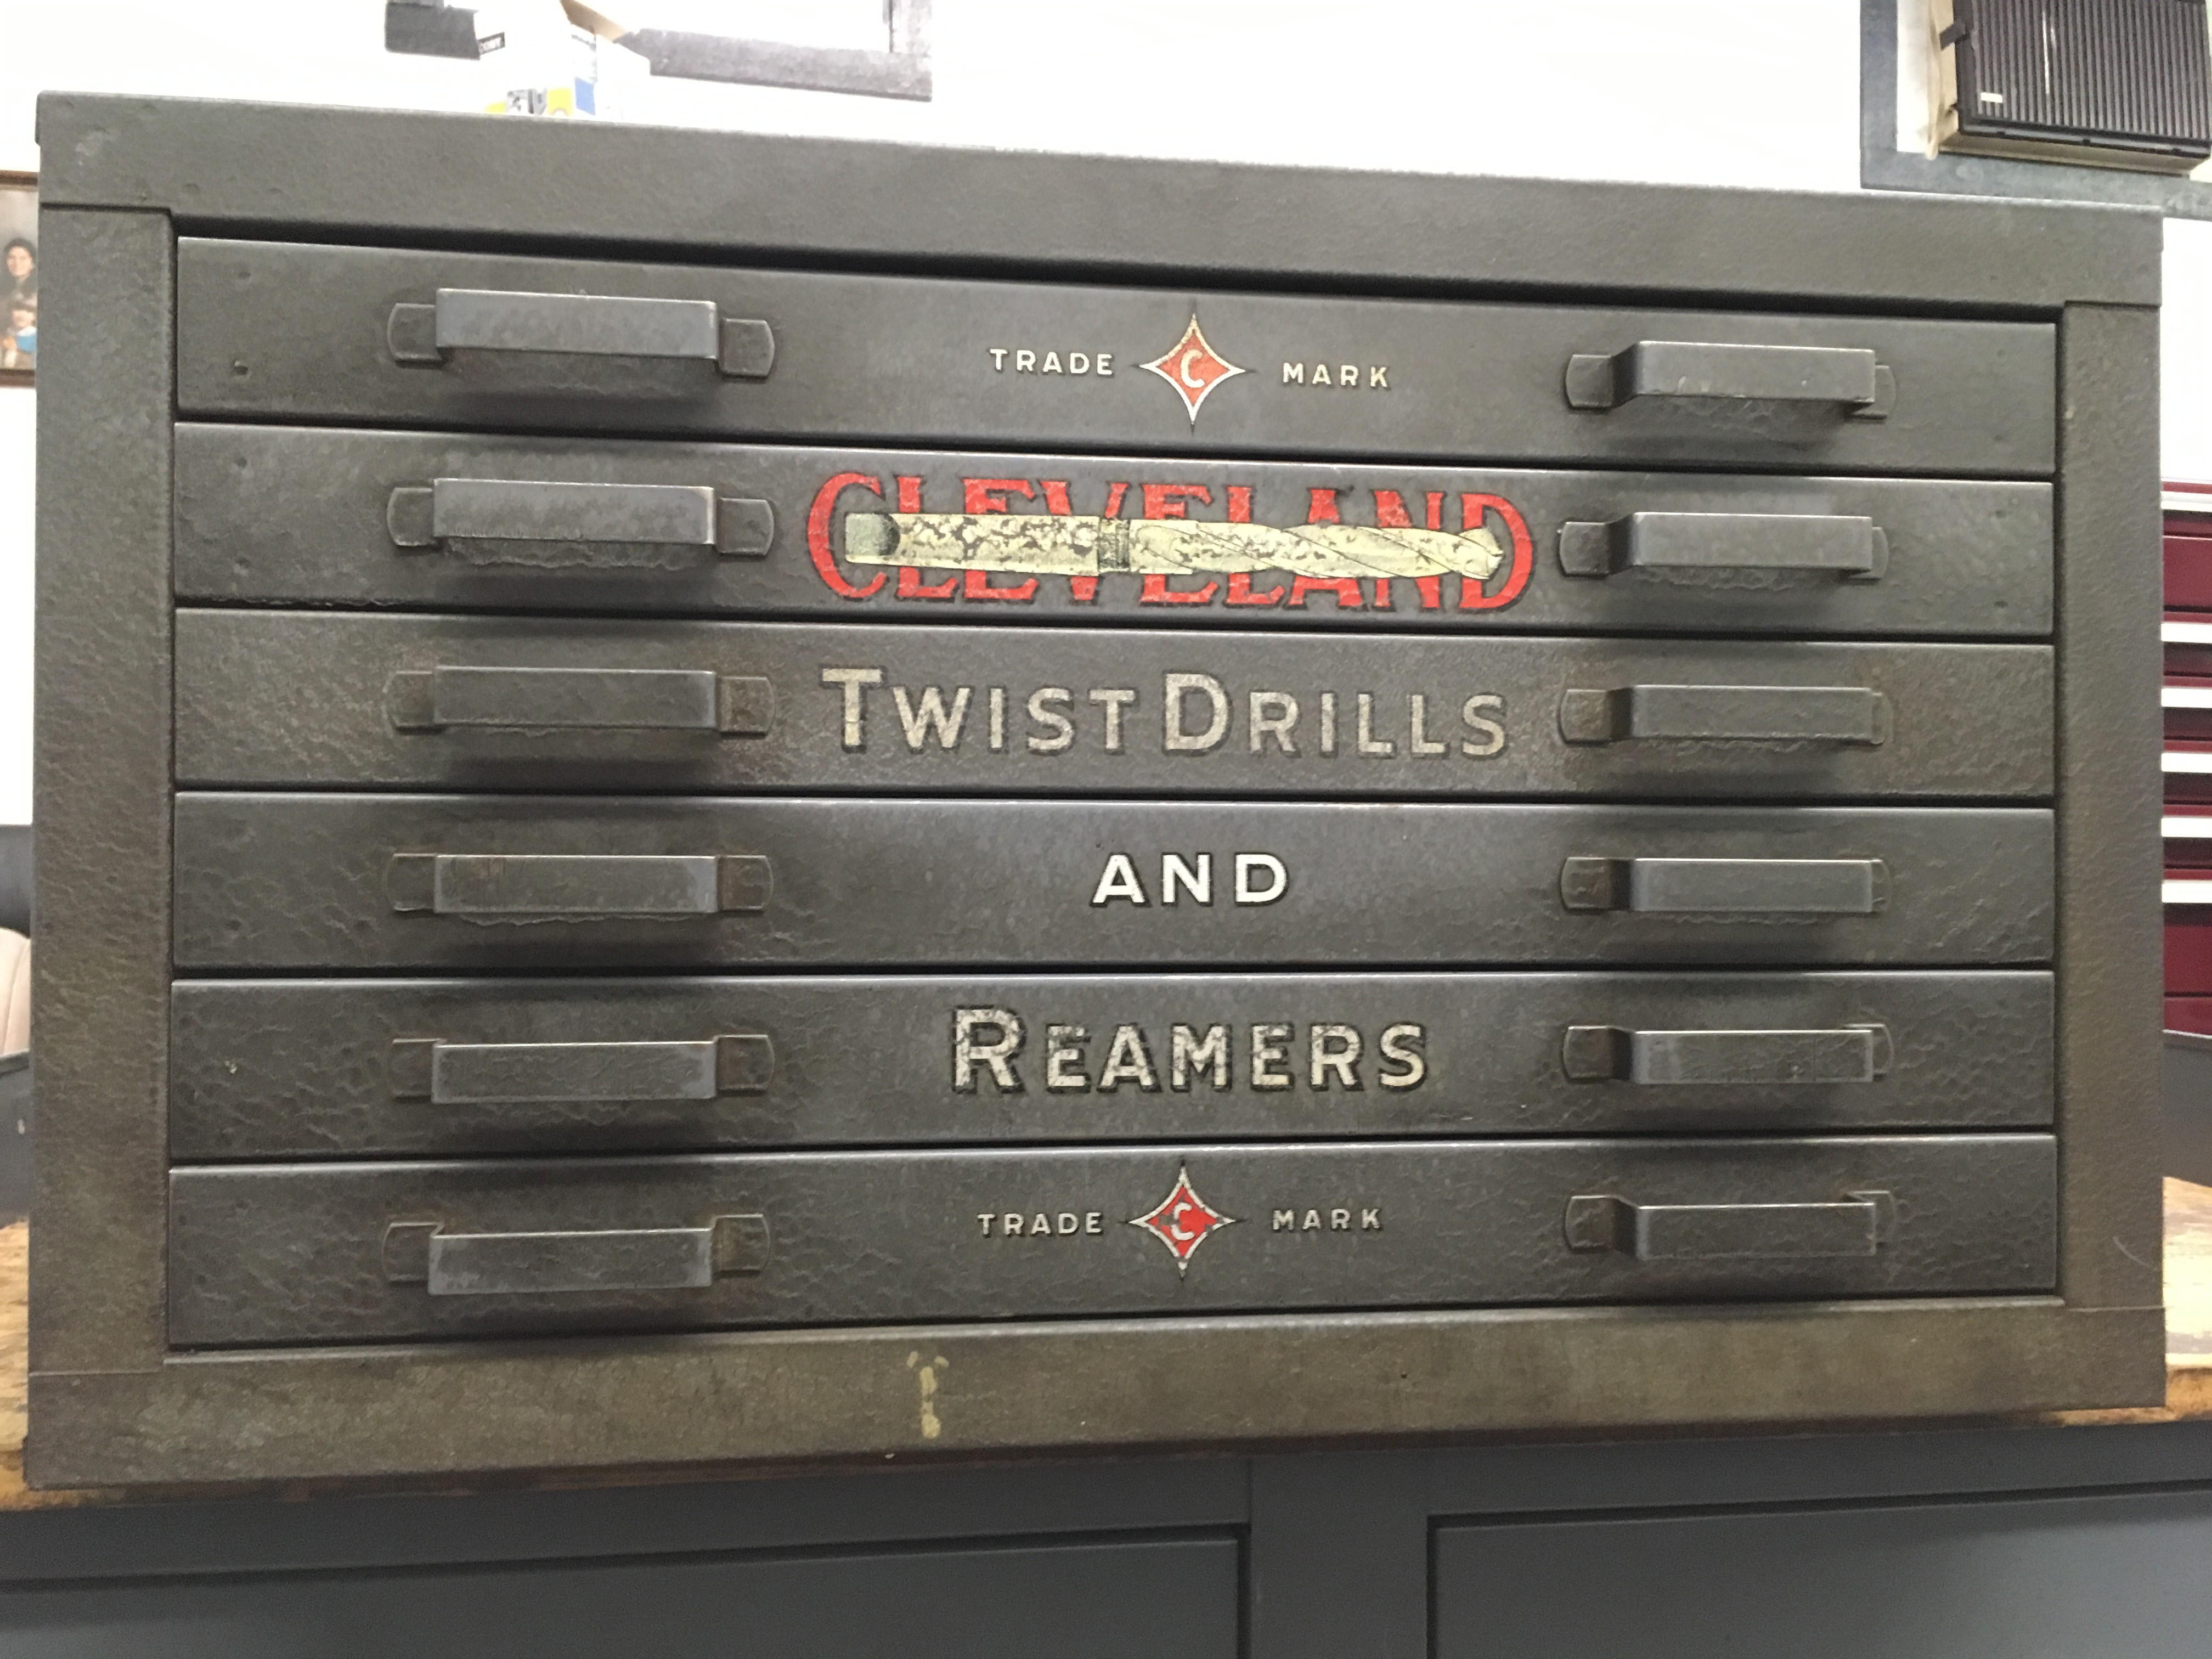 TRADE C MARK
CLEVELAND
TWIST DRILLS
AND
REAMERS
TRADE C MARK